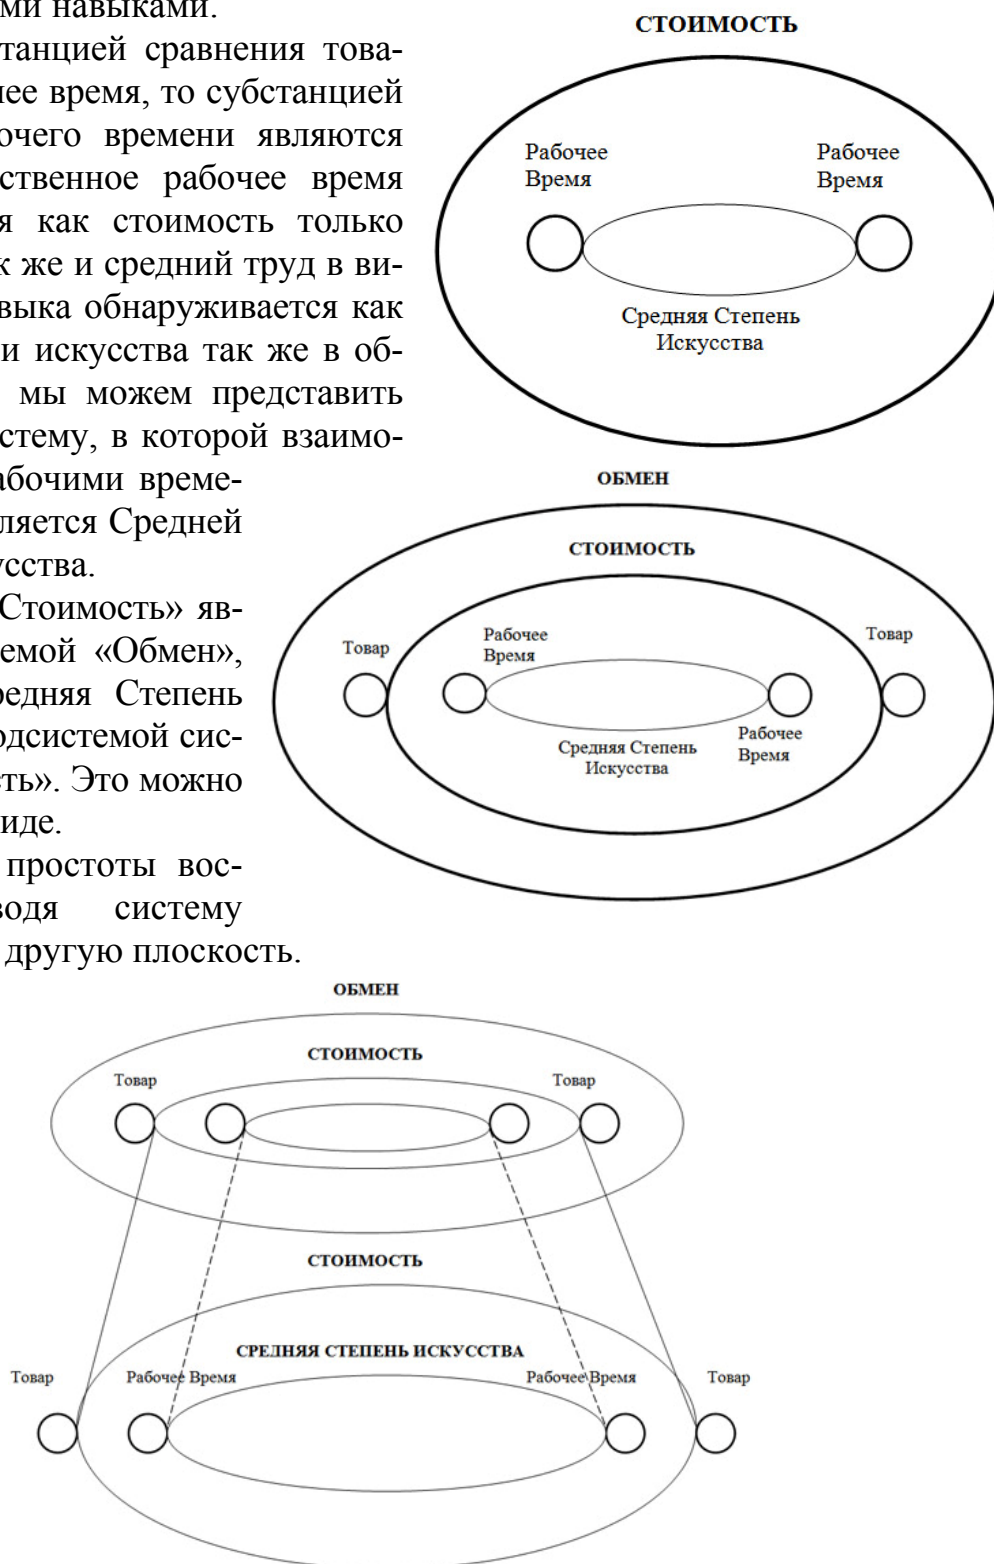 ми навыками.
станцией сравнения това-
нее время, то субстанцией
очего времени являются
ственное рабочее время
я как стоимость только
к же и средний труд в ви-
выка обнаруживается как
и искусства так же в об-
мы можем представить
стему, в которой взаимо-
абочими време-
ляется Средней
усства.
Стоимость» яв-
емой «Обмен»,
редняя Степень
одсистемой сис-
сть». Это можно
иде.
простоты вос-
водя систему
другую плоскость.
СТОИМОСТЬ
Рабочее
Время
Рабочее
Время
Средняя Степень
Искусства
ОБМЕН
СТОИМОСТЬ
Товар
Рабочее
Время
Товар
Средняя Степень
Искусства
Рабочее
Время
ОБМЕН
СТОИМОСТЬ
Товар
Товар
СТОИМОСТЬ
СРЕДНЯЯ СТЕПЕНЬ ИСКУССТВА
Товар
Рабочее Время
Рабочее Время
Товар